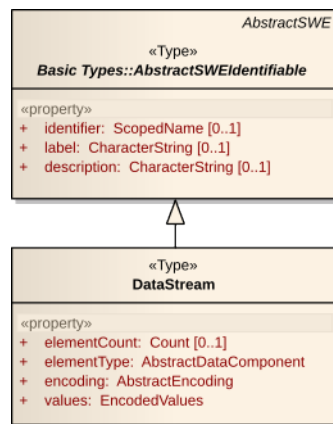 AbstractSWE
«Type»
Basic Types::AbstractSWEIdentifiable
«property»
+ identifier: ScopedName [0..1]
+ label: CharacterString [0..1]
+ description: CharacterString [0..1]
«Type»
DataStream
«property»
+ elementCount: Count [0..1]
+ elementType: AbstractDataComponent
+ encoding: AbstractEncoding
+ values: EncodedValues